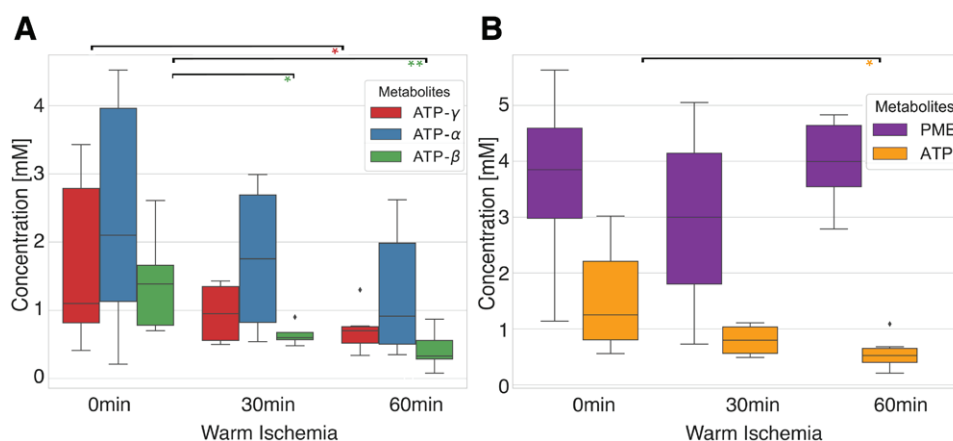 A
*
**
*
Metabolites
ATP-γ
ATP-α
ATP-β
Concentration [mM]
4
3
2
1
0
0min
30min
60min
Warm Ischemia
B
*
Metabolites
PME
ATP
Concentration [mM]
5
4
3
2
1
0
0min
30min
60min
Warm Ischemia